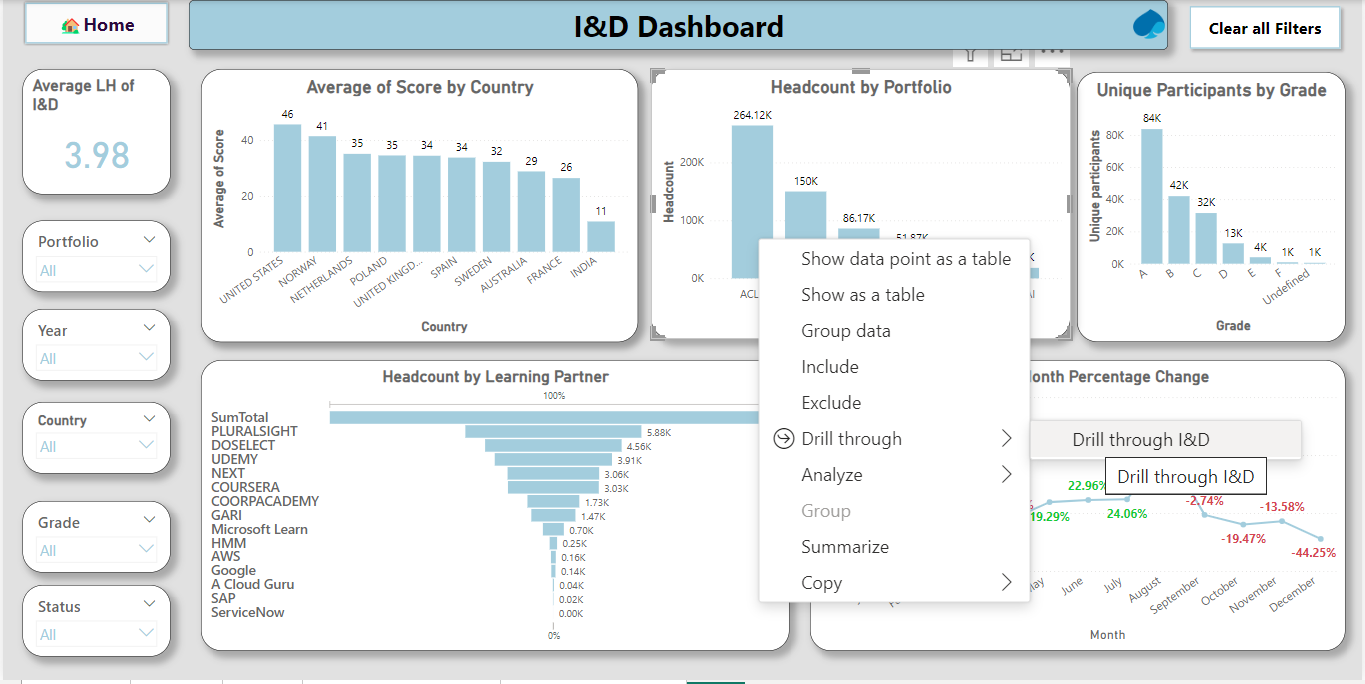 Home
I&D Dashboard
Clear all Filters
Average LH of
I&D
3.98
Portfolio
All
Year
All
Country
All
Grade
All
Status
All
Average of Score by Country
Average of Score
40
20
0
46
41
35
35
34
34
32
29
26
11
UNITED STATES
NORWAY
NETHERLANDS
POLAND
UNITED KINGD...
SPAIN
SWEDEN
AUSTRALIA
FRANCE
INDIA
Country
Headcount by Portfolio
Headcount
200K
100K
0K
264.12K
150K
86.17K
51.87K
K
ACL
AI
Unique Participants by Grade
Unique participants
80K
60K
40K
20K
0K
84K
42K
32K
13K
4K
1K
1K
A
B
C
D
E
F
Undefined
Grade
Headcount by Learning Partner
100%
SumTotal
PLURALSIGHT
5.88K
DOSELECT
4.56K
UDEMY
3.91K
NEXT
3.06K
COURSERA
3.03K
COORPACADEMY
1.73K
GARI
1.47K
Microsoft Learn
0.70K
HMM
0.25K
AWS
0.16K
Google
0.14K
A Cloud Guru
0.04K
SAP
0.02K
ServiceNow
0.00K
0%
Show data point as a table
Show as a table
Group data
Include
Exclude
Drill through
Analyze
Group
Summarize
Copy
Drill through I&D
Drill through I&D
onth Percentage Change
19.29%
22.96%
24.06%
-2.74%
-19.47%
-13.58%
-44.25%
ay
June
July
August
September
October
November
December
Month